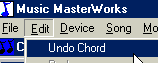 Music MasterWorks
File Edit Device Song
Undo Chord